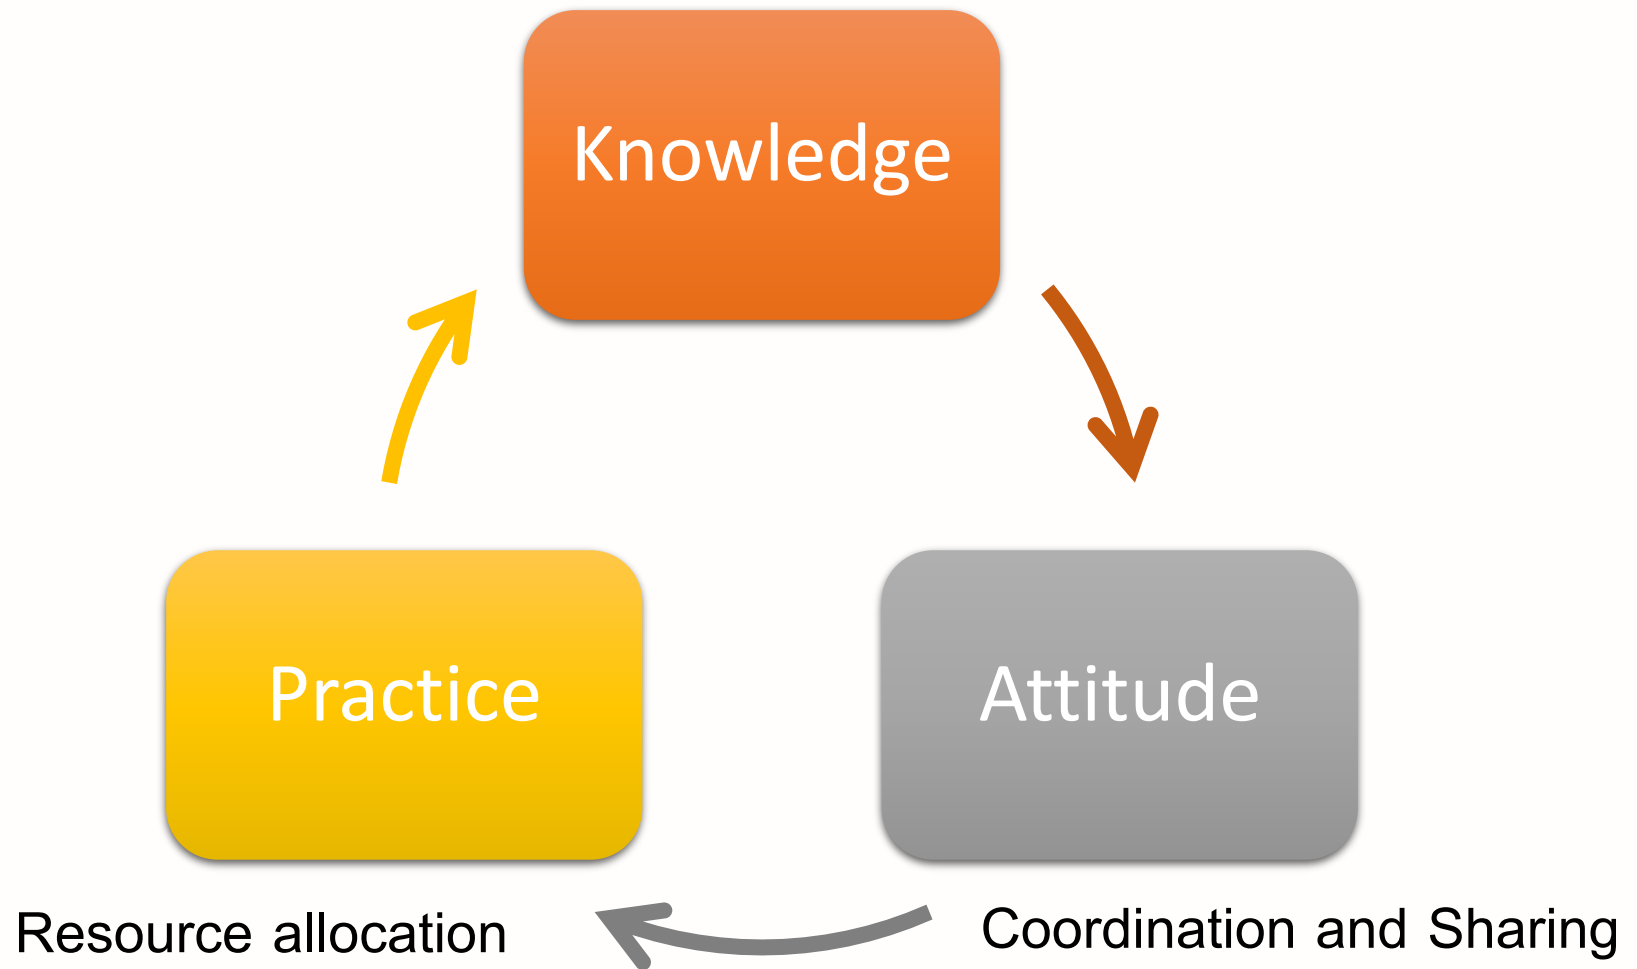 Knowledge
Practice
Attitude
Resource allocation
Coordination and Sharing